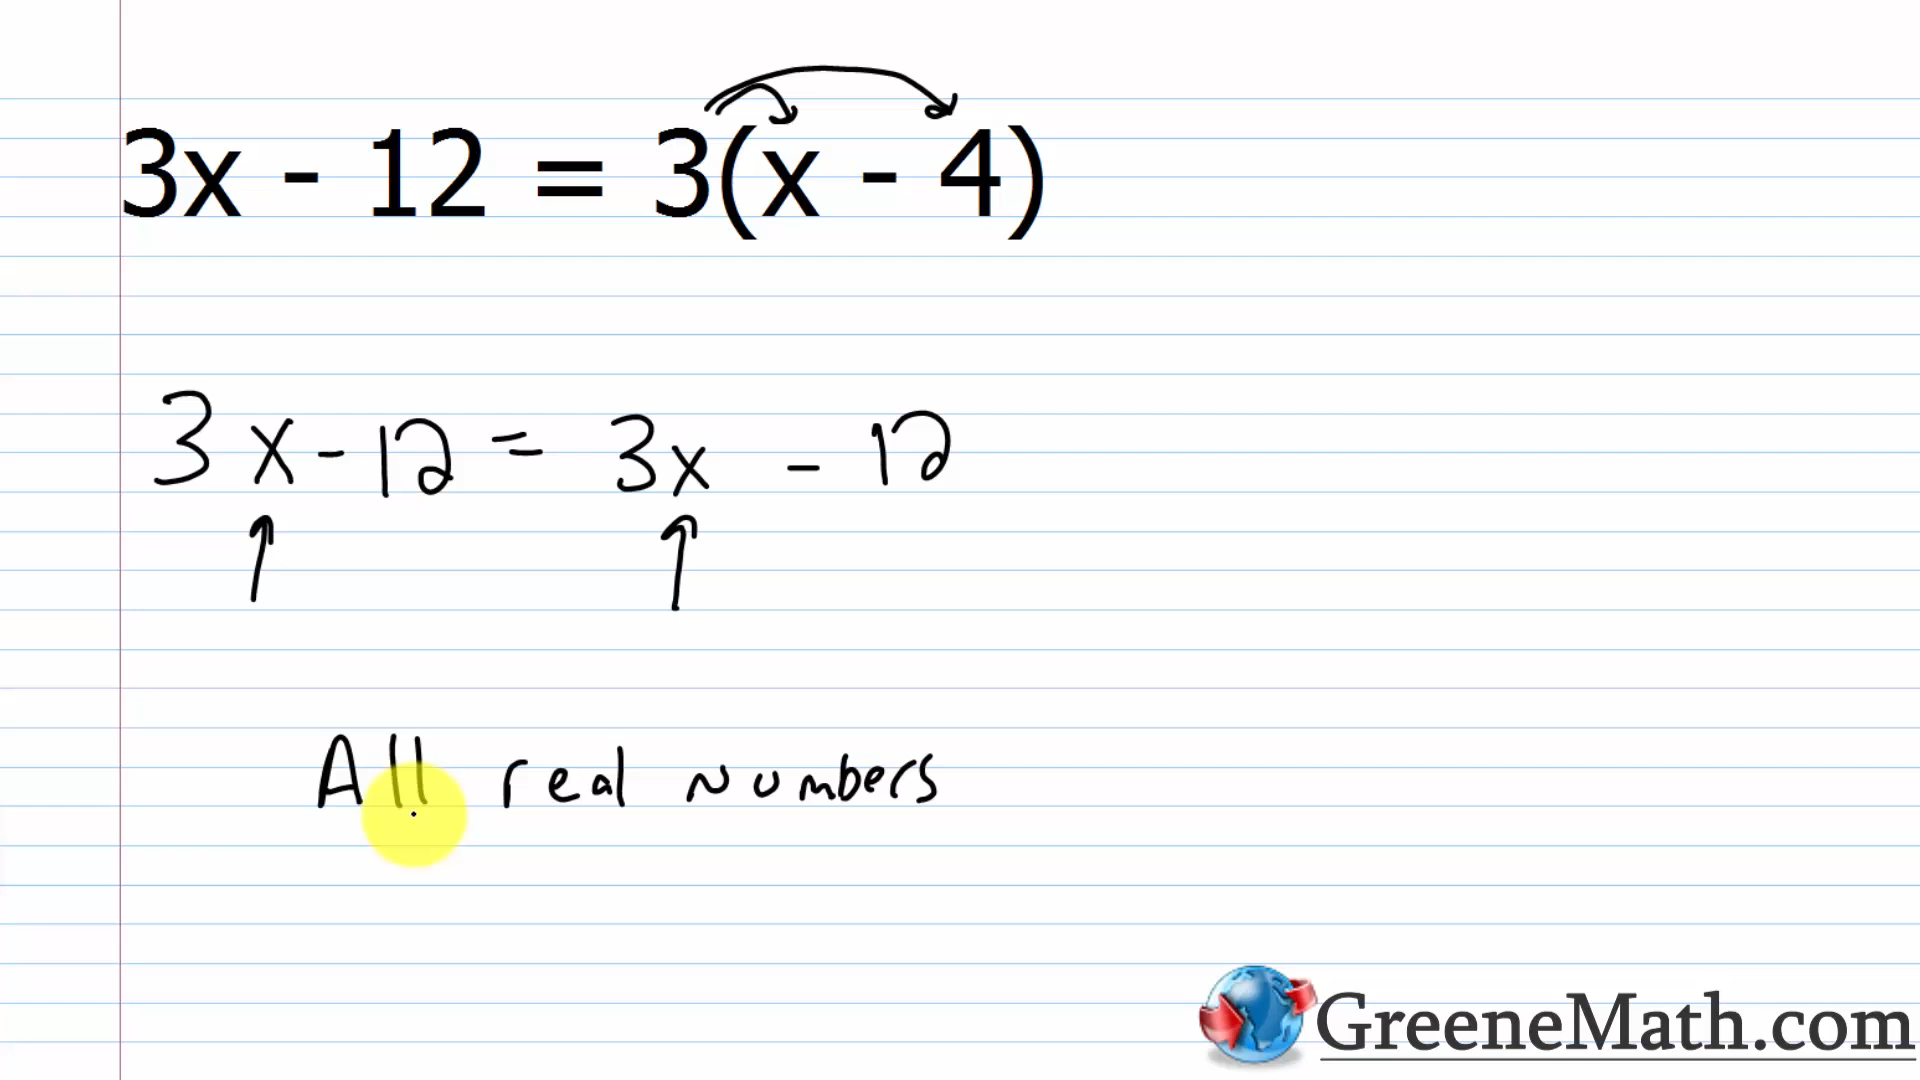 3x - 12 = 3(x - 4)
3x - 12 = 3x - 12
All real numbers
GreeneMath.com